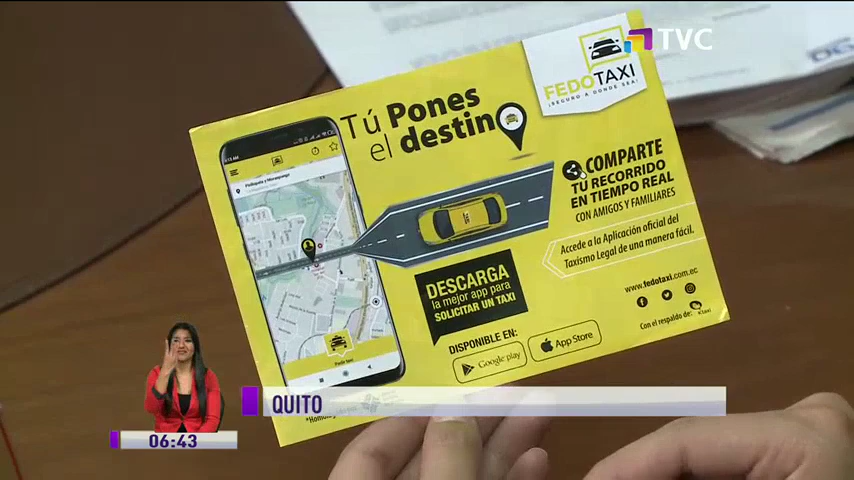 TVC
FEDOTAXI
¡SEGURO A DONDE SEA!
Tú Pones
el destino
COMPARTE
TU RECORRIDO
EN TIEMPO REAL
CON AMIGOS Y FAMILIARES
Accede a la Aplicación oficial del
Taxismo Legal de una manera fácil.
DESCARGA
la mejor app para
SOLICITAR UN TAXI
www.fedotaxi.com.ec
Con el respaldo de:
DISPONIBLE EN:
Google play
App Store
TAXI
QUITO
06:43